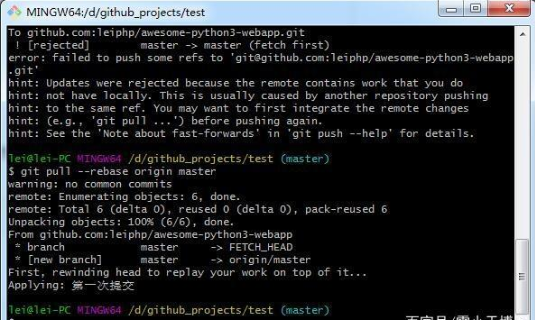 MINGW64:/d/github_projects/test
To github.com:leiphp/awesome-python3-webapp.git
! [rejected] master -> master (fetch first)
error: failed to push some refs to 'git@github.com:leiphp/awesome-python3-webapp
.git'
hint: Updates were rejected because the remote contains work that you do
hint: not have locally. This is usually caused by another repository pushing
hint: to the same ref. You may want to first integrate the remote changes
hint: (e.g., 'git pull ...') before pushing again.
hint: See the 'Note about fast-forwards' in 'git push --help' for details.
lei@lei-PC MINGW64 /d/github_projects/test (master)
$ git pull --rebase origin master
warning: no common commits
remote: Enumerating objects: 6, done.
remote: Total 6 (delta 0), reused 0 (delta 0), pack-reused 6
Unpacking objects: 100% (6/6), done.
From github.com:leiphp/awesome-python3-webapp
* branch master -> FETCH_HEAD
* [new branch] master -> origin/master
First, rewinding head to replay your work on top of it...
Applying: 第一次提交
lei@lei-PC MINGW64 /d/github_projects/test (master)